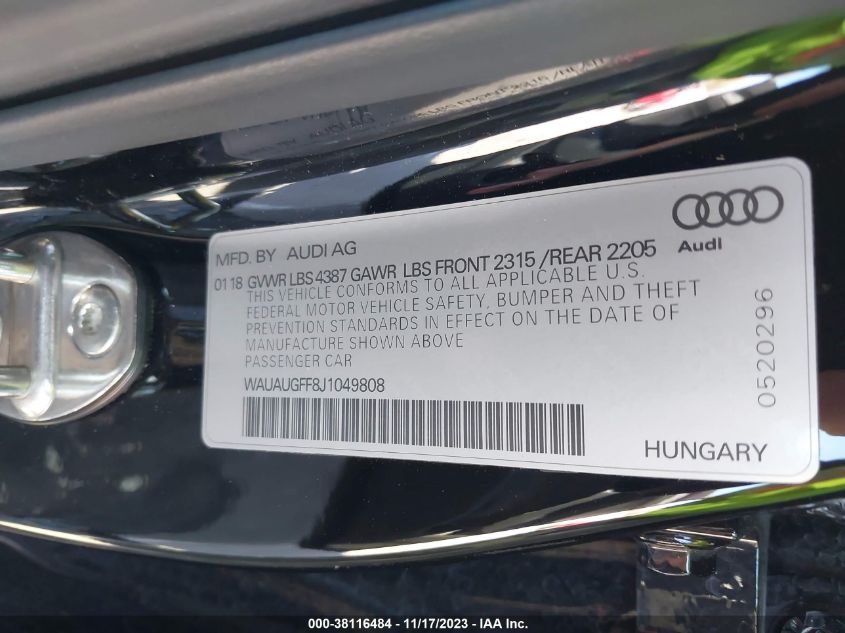 MFD. BY AUDI AG
Audi
01 18 GVWR LBS 4387 GAWR LBS FRONT 2315 /REAR 2205
THIS VEHICLE CONFORMS TO ALL APPLICABLE U.S.
FEDERAL MOTOR VEHICLE SAFETY, BUMPER AND THEFT
PREVENTION STANDARDS IN EFFECT ON THE DATE OF
MANUFACTURE SHOWN ABOVE
PASSENGER CAR
WAUAUGFF8J1049808
0520296
HUNGARY
000-38116484 - 11/17/2023 - IAA Inc.